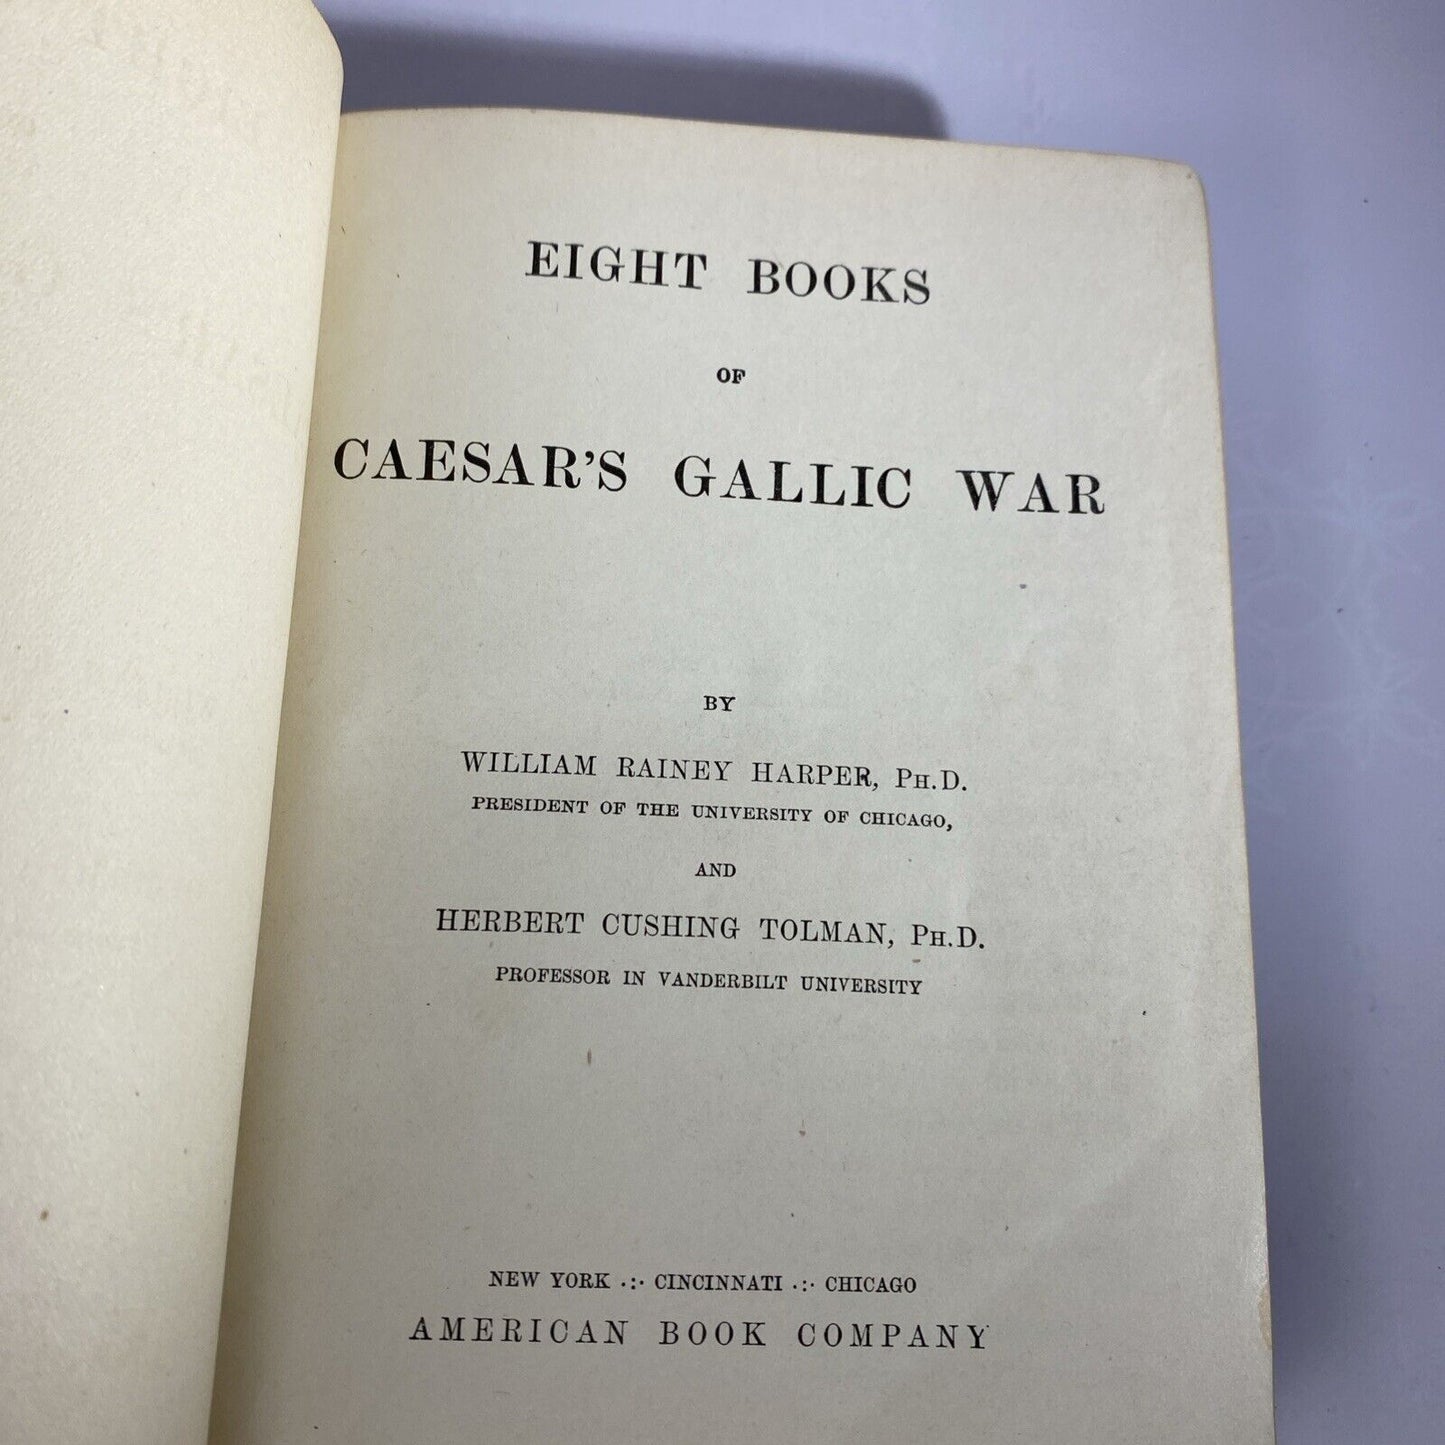 EIGHT BOOKS
OF
CAESAR'S GALLIC WAR
BY
WILLIAM RAINEY HARPER, PH.D.
PRESIDENT OF THE UNIVERSITY OF CHICAGO,
AND
HERBERT CUSHING TOLMAN, PH.D.
PROFESSOR IN VANDERBILT UNIVERSITY
NEW YORK .:. CINCINNATI .:. CHICAGO
AMERICAN BOOK COMPANY